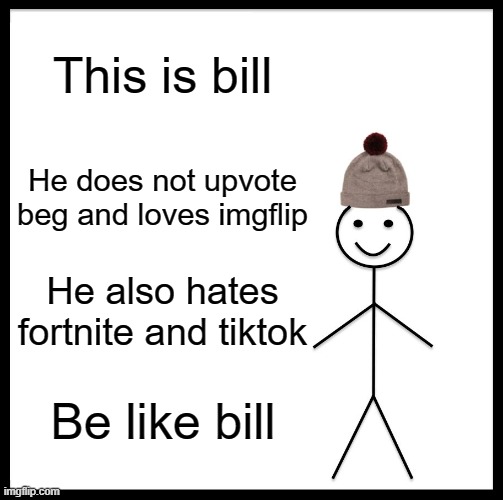 This is bill
He does not upvote
beg and loves imgflip
He also hates
fortnite and tiktok
Be like bill
imgflip.com